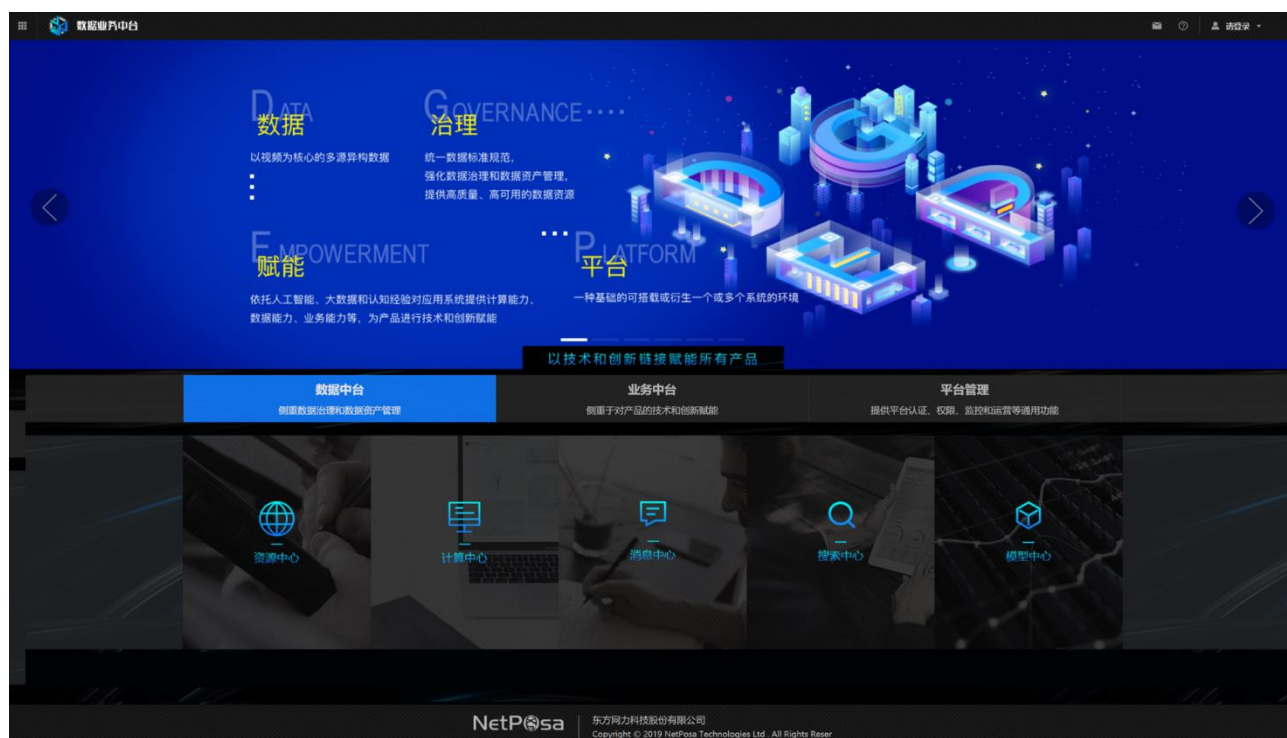 数据业务中台
请登录
DATA
数据
以视频为核心的多源异构数据
GOVERNANCE
治理
统一数据标准规范,
强化数据治理和数据资产管理,
提供高质量、高可用的数据资源
EMPOWERMENT
赋能
依托人工智能、大数据和认知经验对应用系统提供计算能力、
数据能力、业务能力等,为产品进行技术和创新赋能
PLATFORM
平台
一种基础的可搭载或衍生一个或多个系统的环境
DGEP
以技术和创新链接赋能所有产品
数据中台
侧重数据治理和数据资产管理
业务中台
侧重于对产品的技术和创新赋能
平台管理
提供平台认证、权限、监控和运营等通用功能
资源中心
计算中心
消息中心
搜索中心
模型中心
NetPosa
东方网力科技股份有限公司
Copyright © 2019 NetPosa Technologies Ltd . All Rights Reser